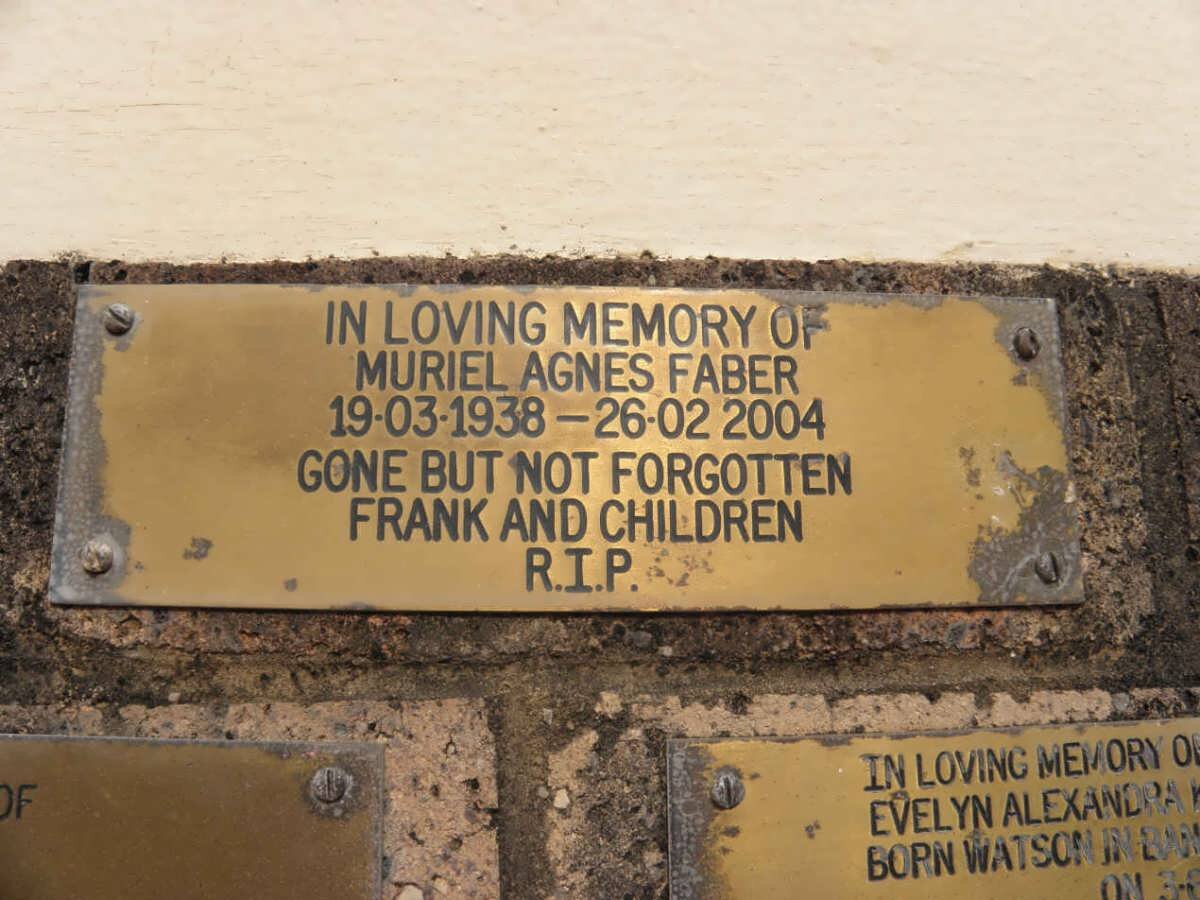 IN LOVING MEMORY OF
MURIEL AGNES FABER
19-03-1938 – 26-02 2004
GONE BUT NOT FORGOTTEN
FRANK AND CHILDREN
R.I.P.
OF
IN LOVING MEMORY
EVELYN ALEXANDRA
BORN WATSON IN
ON